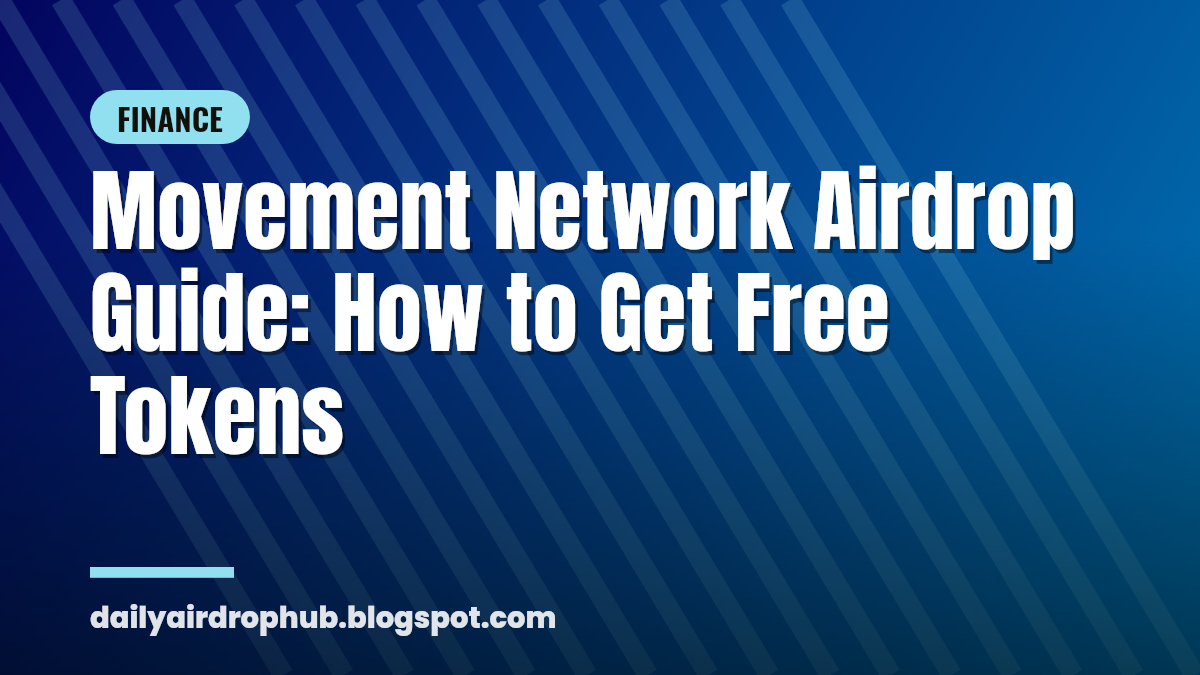 FINANCE
Movement Network Airdrop
Guide: How to Get Free
Tokens
dailyairdrophub.blogspot.com